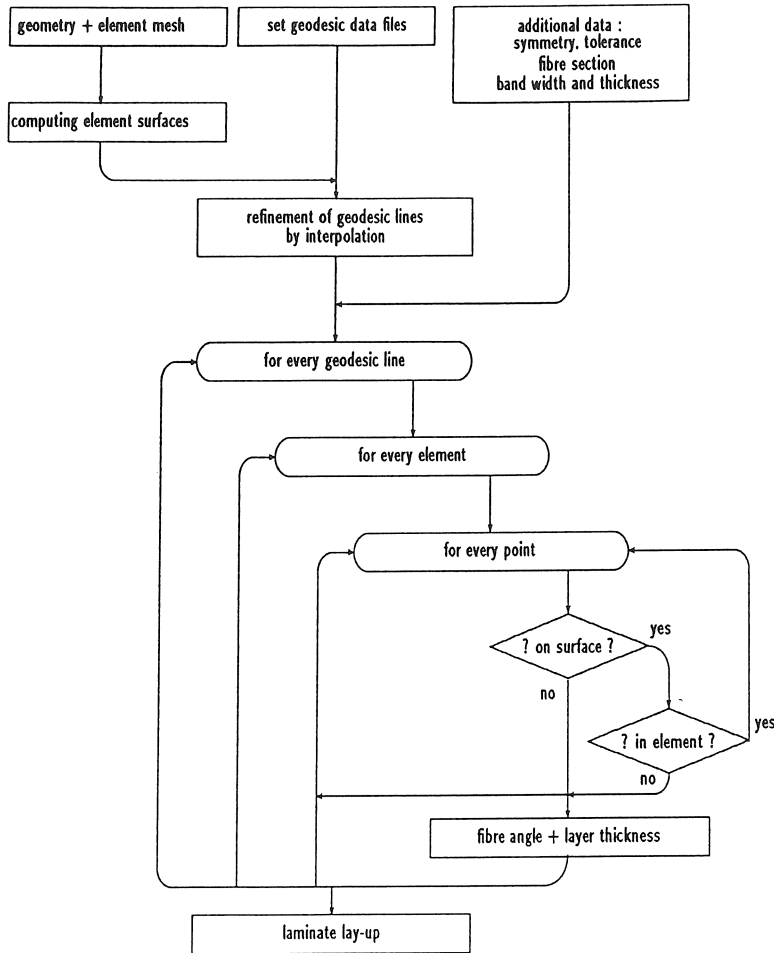 geometry + element mesh
set geodesic data files
additional data :
symmetry, tolerance
fibre section
band width and thickness
computing element surfaces
refinement of geodesic lines
by interpolation
for every geodesic line
for every element
for every point
? on surface ?
yes
no
? in element ?
yes
no
fibre angle + layer thickness
laminate lay-up